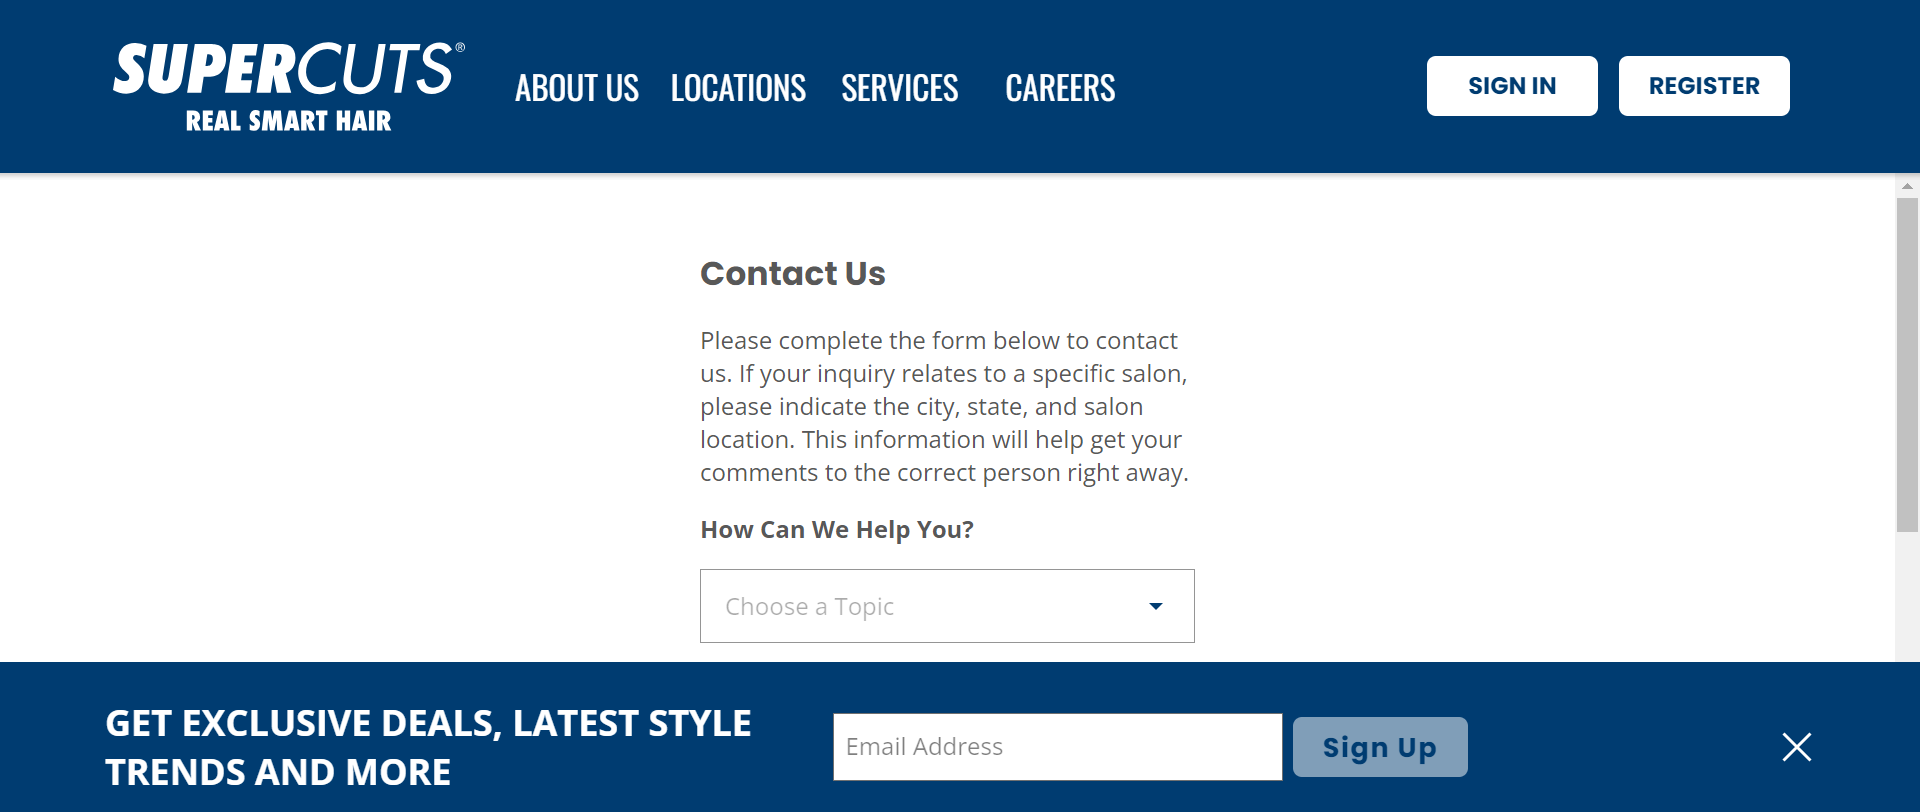 SUPERCUTS®
REAL SMART HAIR
ABOUT US LOCATIONS SERVICES CAREERS
SIGN IN REGISTER
Contact Us
Please complete the form below to contact
us. If your inquiry relates to a specific salon,
please indicate the city, state, and salon
location. This information will help get your
comments to the correct person right away.
How Can We Help You?
Choose a Topic
GET EXCLUSIVE DEALS, LATEST STYLE
TRENDS AND MORE
Email Address
Sign Up